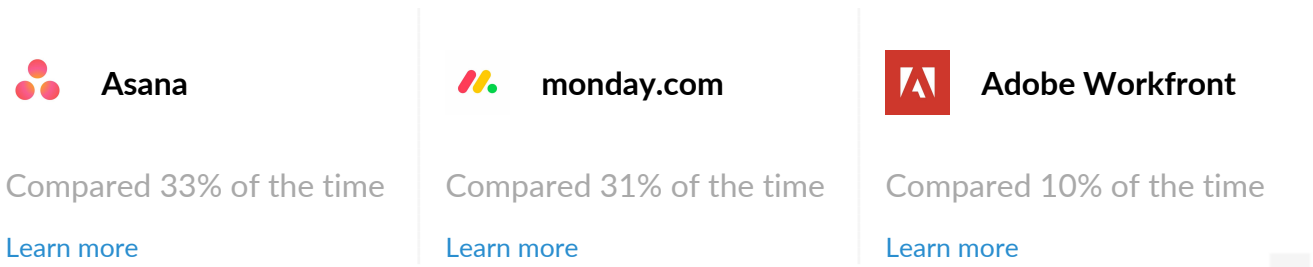 Asana
Compared 33% of the time
Learn more
monday.com
Compared 31% of the time
Learn more
Adobe Workfront
Compared 10% of the time
Learn more